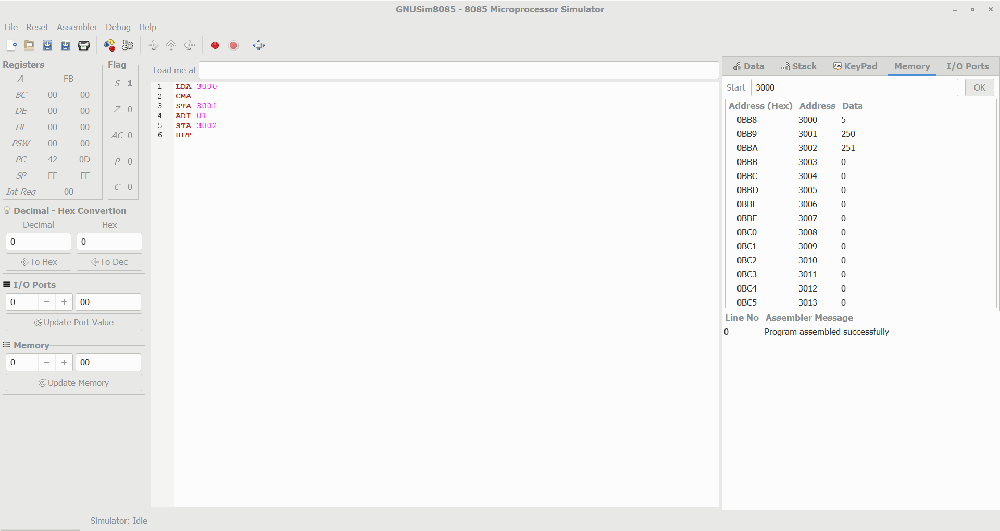 GNUSim8085 - 8085 Microprocessor Simulator
File Reset Assembler Debug Help
Registers
A FB
BC 00 00
DE 00 00
HL 00 00
PSW 00 00
PC 42 0D
SP FF FF
Int-Reg 00
Flag
S 1
Z 0
AC 0
P 0
C 0
Decimal - Hex Convertion
Decimal Hex
0 0
To Hex To Dec
I/O Ports
0 − + 00
Update Port Value
Memory
0 − + 00
Update Memory
Load me at
1 LDA 3000
2 CMA
3 STA 3001
4 ADI 01
5 STA 3002
6 HLT
Data Stack Abc KeyPad Memory I/O Ports
Start 3000 OK
Address (Hex) Address Data
0BB8 3000 5
0BB9 3001 250
0BBA 3002 251
0BBB 3003 0
0BBC 3004 0
0BBD 3005 0
0BBE 3006 0
0BBF 3007 0
0BC0 3008 0
0BC1 3009 0
0BC2 3010 0
0BC3 3011 0
0BC4 3012 0
0BC5 3013 0
Line No Assembler Message
0 Program assembled successfully
Simulator: Idle